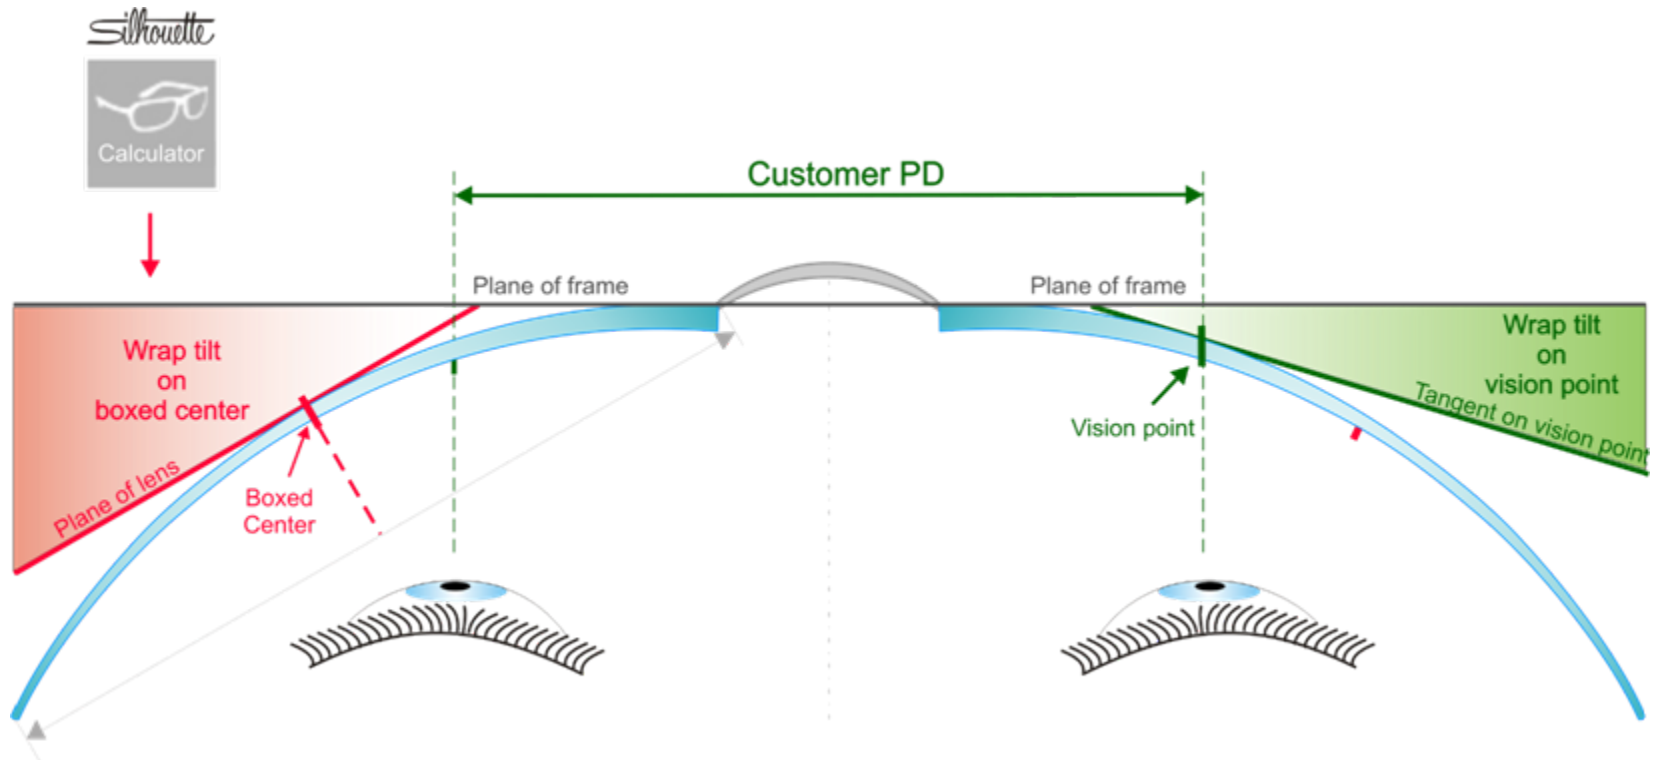 Silhouette
Calculator
Customer PD
Plane of frame
Plane of frame
Wrap tilt
on
boxed center
Wrap tilt
on
vision point
Plane of lens
Boxed
Center
Vision point
Tangent on vision point